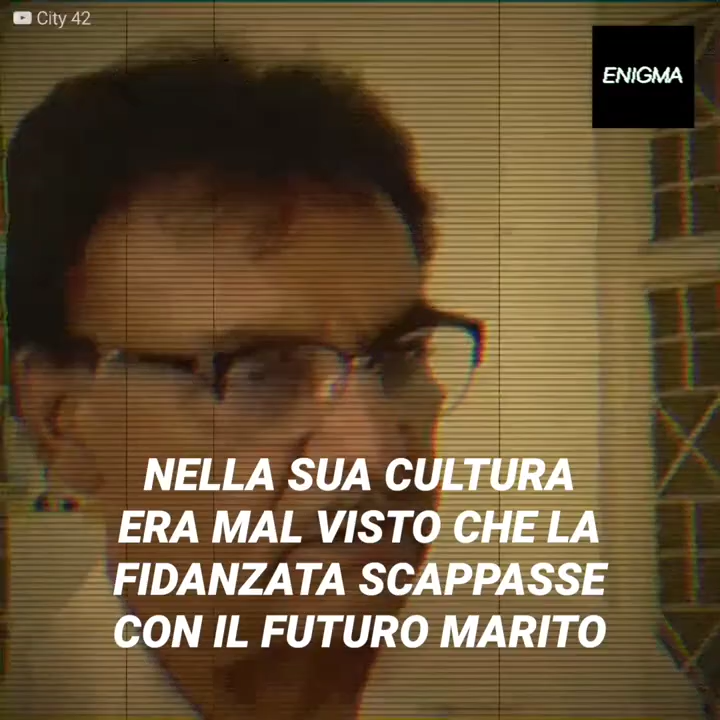 City 42
ENIGMA
NELLA SUA CULTURA
ERA MAL VISTO CHE LA
FIDANZATA SCAPPASSE
CON IL FUTURO MARITO